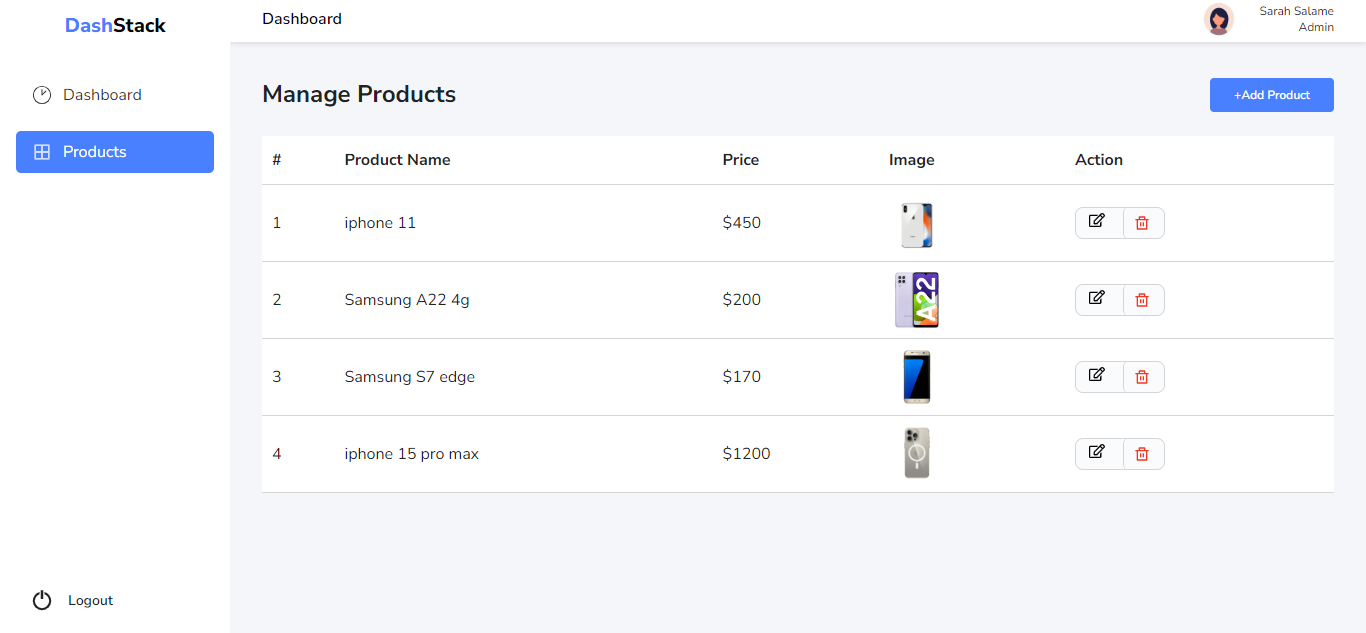 DashStack
Dashboard
Sarah Salame
Admin
Dashboard
Products
Logout
Manage Products
+Add Product
# Product Name Price Image Action
1 iphone 11 $450
2 Samsung A22 4g $200
A22
3 Samsung S7 edge $170
4 iphone 15 pro max $1200